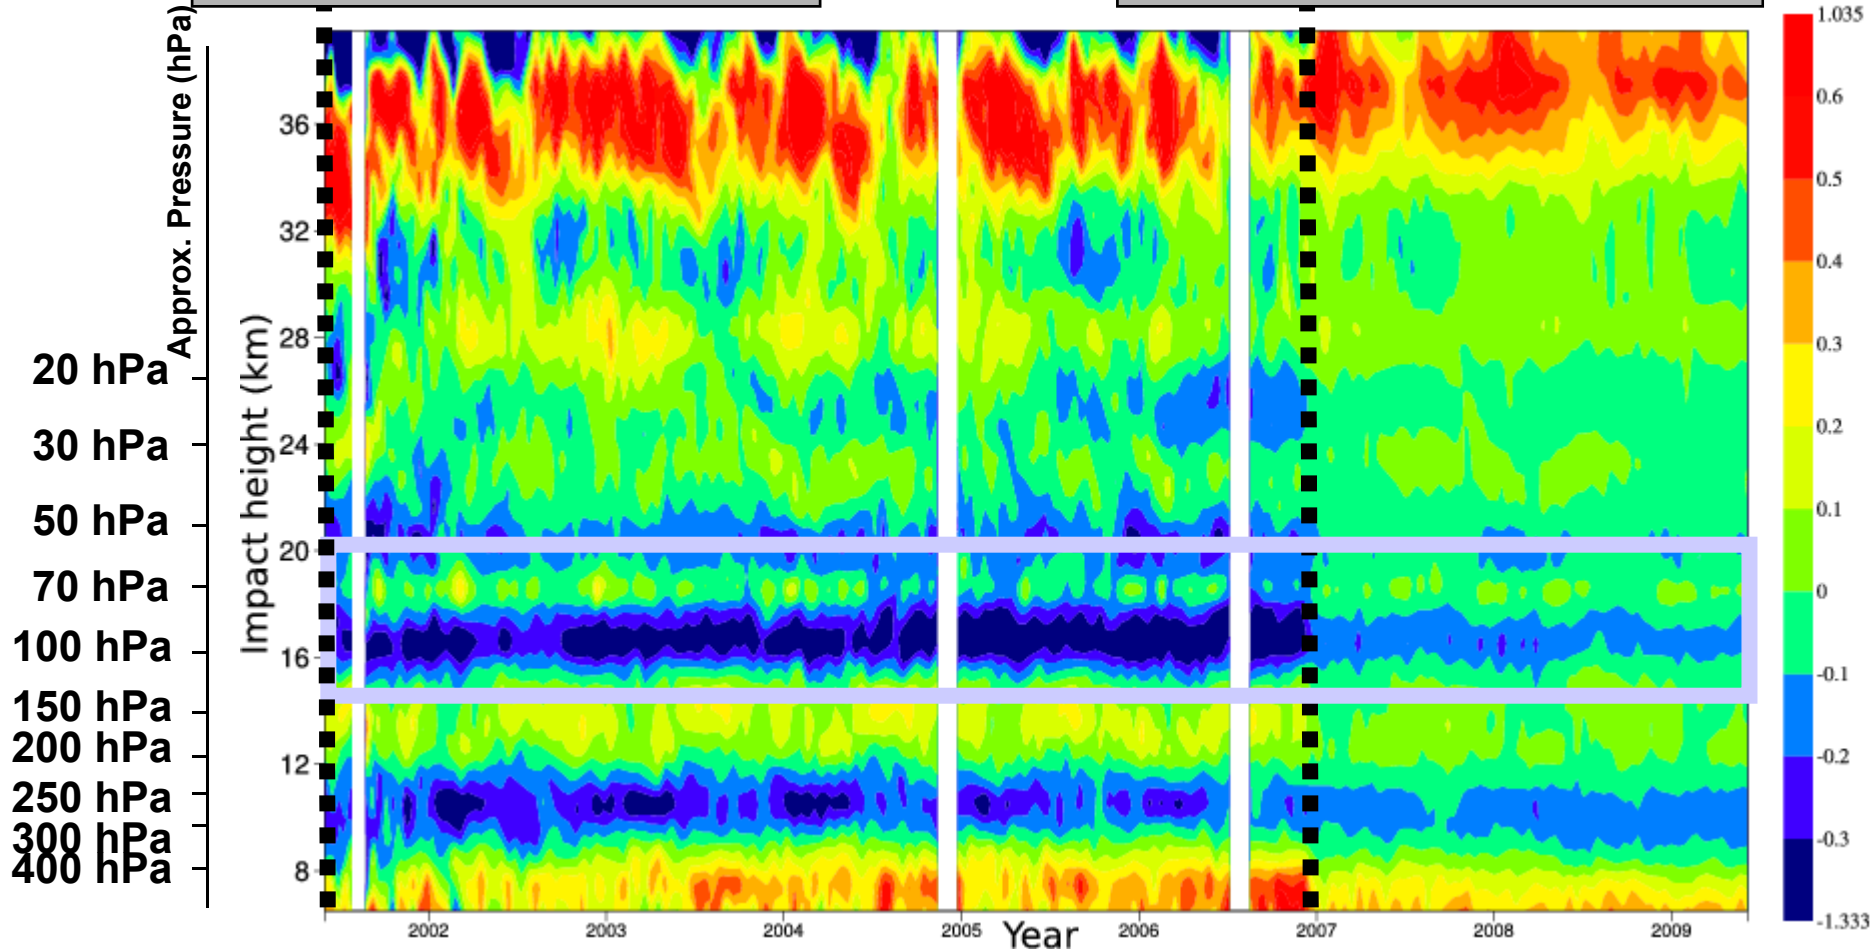 Approx. Pressure (hPa)
20 hPa
30 hPa
50 hPa
70 hPa
100 hPa
150 hPa
200 hPa
250 hPa
300 hPa
400 hPa
Impact height (km)
36
32
28
24
20
16
12
8
2002 2003 2004 2005 2006 2007 2008 2009
Year
1.035
0.6
0.5
0.4
0.3
0.2
0.1
0
-0.1
-0.2
-0.3
-1.333